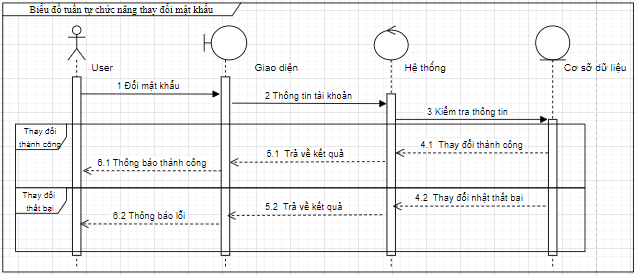 Biểu đồ tuần tự chức năng thay đổi mật khẩu
User
Giao diện
Hệ thống
Cơ sở dữ liệu
1 Đổi mật khẩu
2 Thông tin tài khoản
3 Kiểm tra thông tin
Thay đổi
thành công
4.1 Thay đổi thành công
5.1 Trả về kết quả
6.1 Thông báo thành công
Thay đổi
thất bại
4.2 Thay đổi nhật thất bại
5.2 Trả về kết quả
6.2 Thông báo lỗi